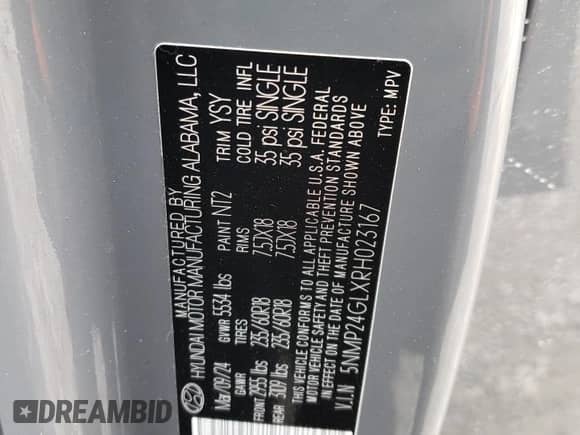 MANUFACTURED BY
HYUNDAI MOTOR MANUFACTURING ALABAMA, LLC
Mar/09/24 PAINT NT2 TRIM YSY
GVWR 5534 lbs
GAWR TIRES RIMS COLD TIRE INFL
FRONT 2955 lbs 235/60R18 7.5JX18 35 psi SINGLE
REAR 3109 lbs 235/60R18 7.5JX18 35 psi SINGLE
THIS VEHICLE CONFORMS TO ALL APPLICABLE U.S.A. FEDERAL
MOTOR VEHICLE SAFETY AND THEFT PREVENTION STANDARDS
IN EFFECT ON THE DATE OF MANUFACTURE SHOWN ABOVE
V.I.N 5NMP24GLXRH023167
TYPE: MPV
DREAMBID